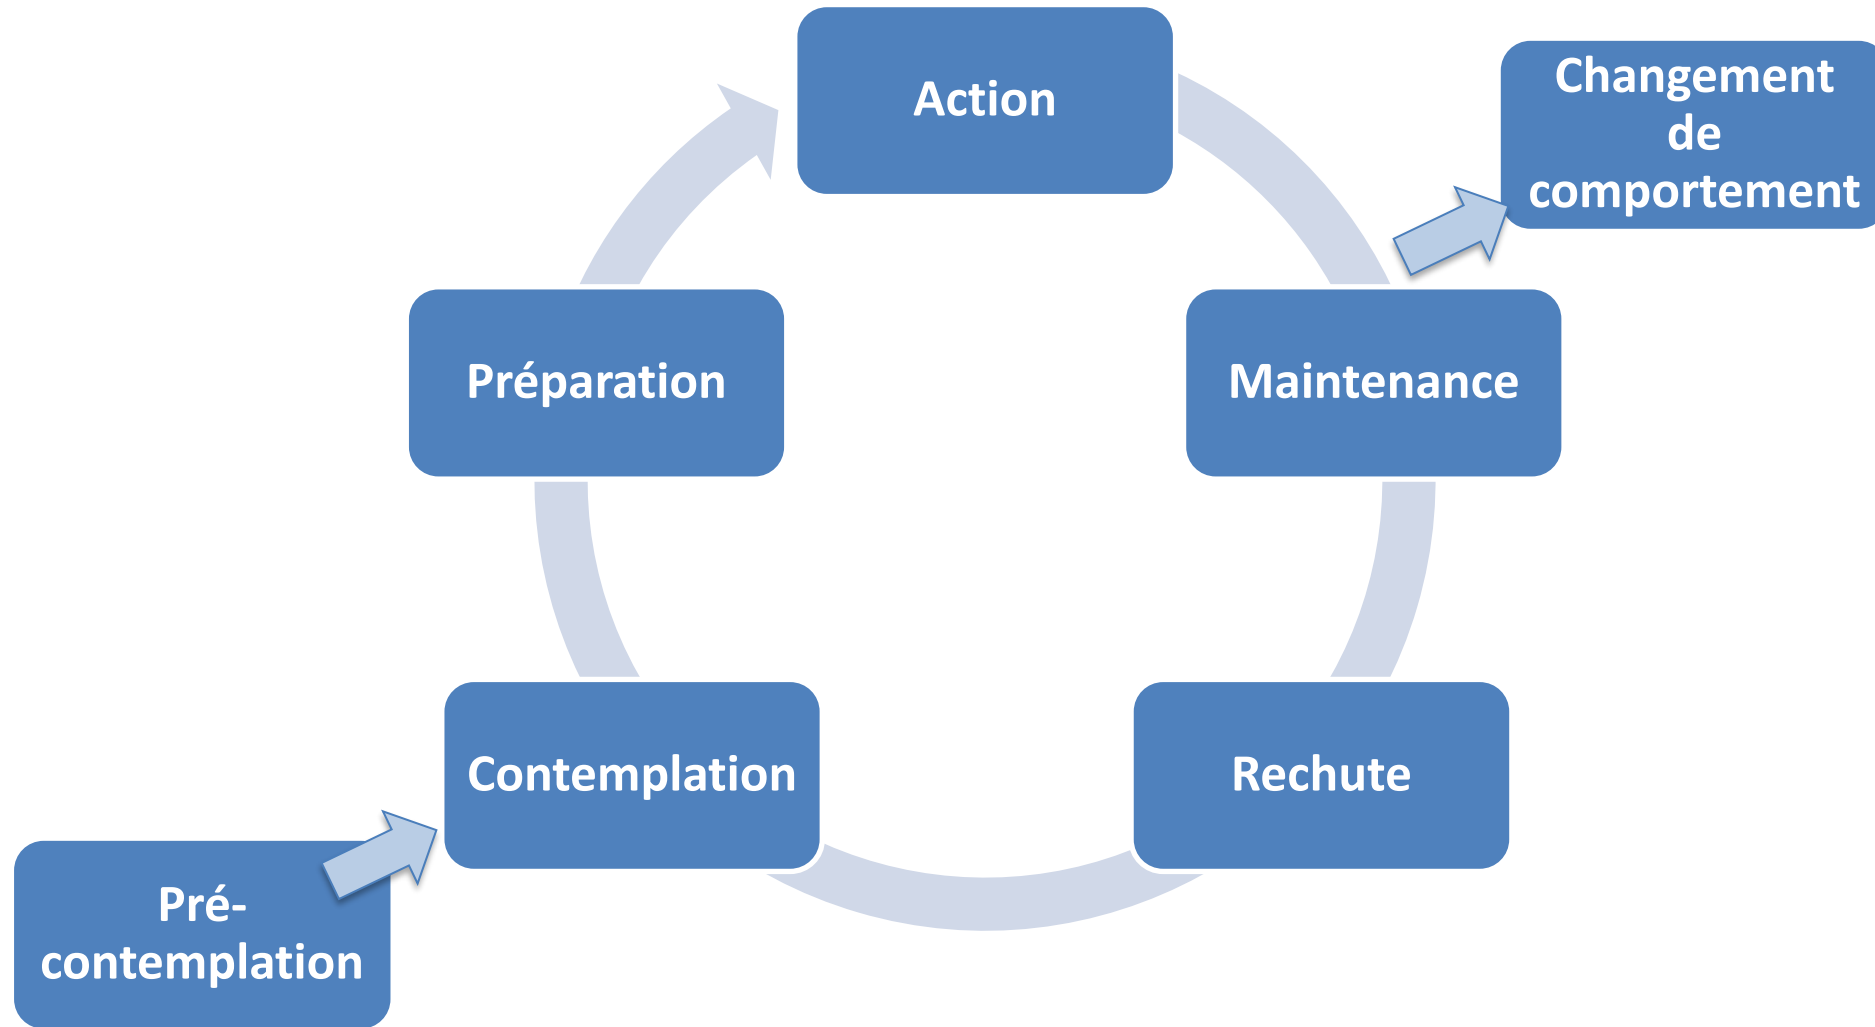 Action
Changement
de
comportement
Préparation
Maintenance
Contemplation
Rechute
Pré-
contemplation